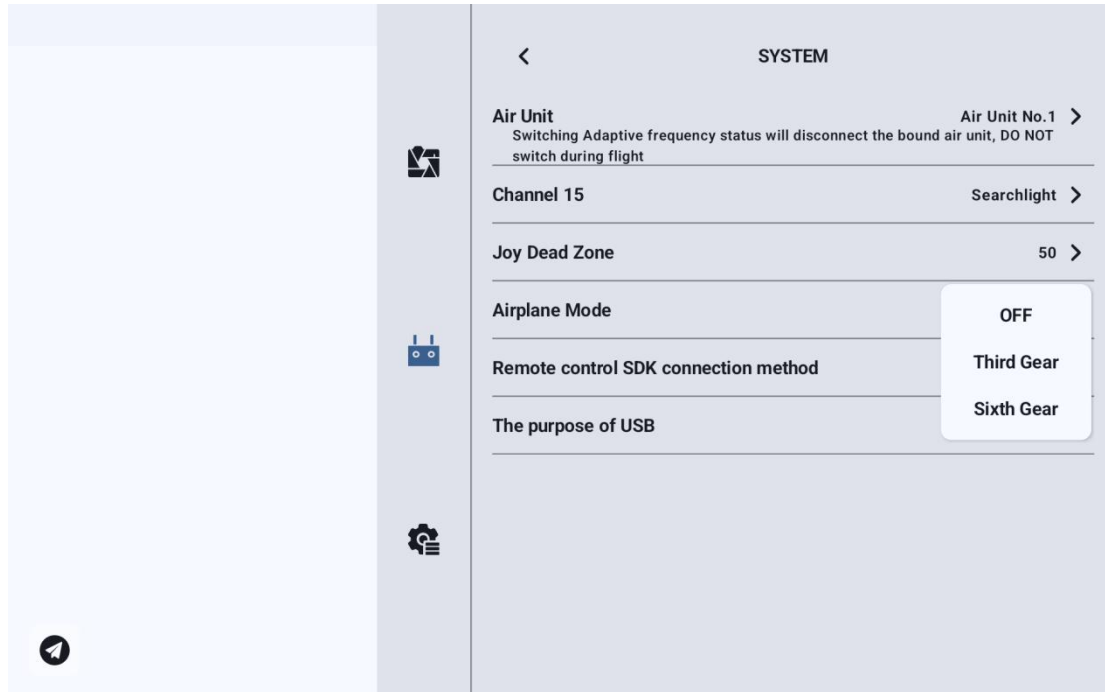 SYSTEM
Air Unit
Air Unit No.1
Switching Adaptive frequency status will disconnect the bound air unit, DO NOT
switch during flight
Channel 15
Searchlight
Joy Dead Zone
50
Airplane Mode
OFF
Third Gear
Remote control SDK connection method
Sixth Gear
The purpose of USB